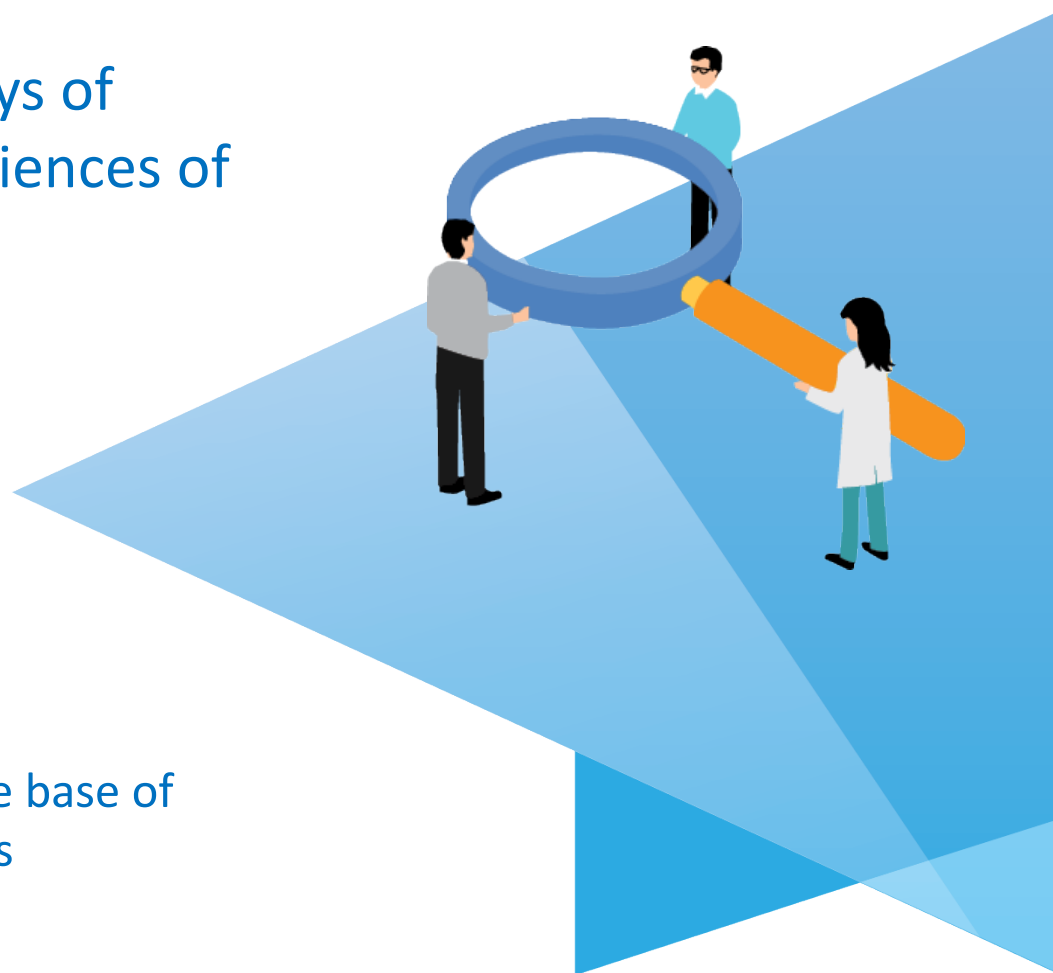 ys of
iences of
e base of
s